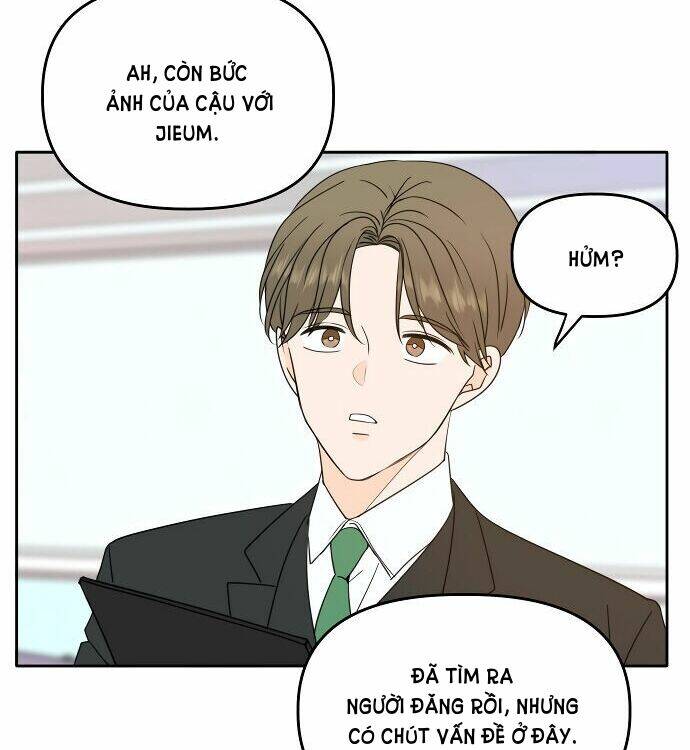 AH, CÒN BỨC
ẢNH CỦA CẬU VỚI
JIEUM.
HỬM?
ĐÃ TÌM RA
NGƯỜI ĐĂNG RỒI, NHƯNG
CÓ CHÚT VẤN ĐỀ Ở ĐÂY.